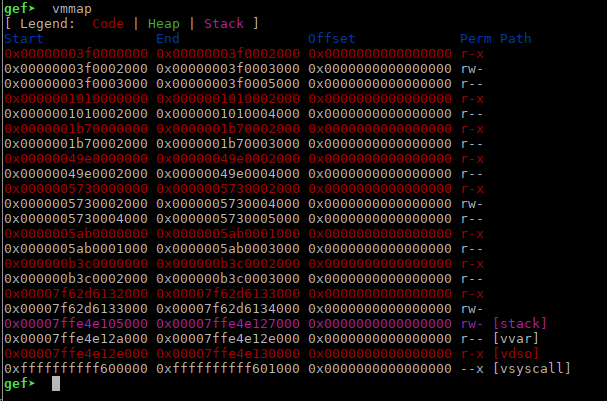 gef➤  vmmap
[ Legend:  Code | Heap | Stack ]
Start              End                Offset             Perm Path
0x00000003f0000000 0x00000003f0002000 0x0000000000000000 r-x
0x00000003f0002000 0x00000003f0003000 0x0000000000000000 rw-
0x00000003f0003000 0x00000003f0005000 0x0000000000000000 r--
0x0000001010000000 0x0000001010002000 0x0000000000000000 r-x
0x0000001010002000 0x0000001010004000 0x0000000000000000 r--
0x0000001b70000000 0x0000001b70002000 0x0000000000000000 r-x
0x0000001b70002000 0x0000001b70003000 0x0000000000000000 r--
0x00000049e0000000 0x00000049e0002000 0x0000000000000000 r-x
0x00000049e0002000 0x00000049e0004000 0x0000000000000000 r--
0x0000005730000000 0x0000005730002000 0x0000000000000000 r-x
0x0000005730002000 0x0000005730004000 0x0000000000000000 rw-
0x0000005730004000 0x0000005730005000 0x0000000000000000 r--
0x0000005ab0000000 0x0000005ab0001000 0x0000000000000000 r-x
0x0000005ab0001000 0x0000005ab0003000 0x0000000000000000 r--
0x000000b3c0000000 0x000000b3c0002000 0x0000000000000000 r-x
0x000000b3c0002000 0x000000b3c0003000 0x0000000000000000 r--
0x00007f62d6132000 0x00007f62d6133000 0x0000000000000000 r-x
0x00007f62d6133000 0x00007f62d6134000 0x0000000000000000 rw-
0x00007ffe4e105000 0x00007ffe4e127000 0x0000000000000000 rw- [stack]
0x00007ffe4e12a000 0x00007ffe4e12e000 0x0000000000000000 r-- [vvar]
0x00007ffe4e12e000 0x00007ffe4e130000 0x0000000000000000 r-x [vdso]
0xffffffffff600000 0xffffffffff601000 0x0000000000000000 --x [vsyscall]
gef➤